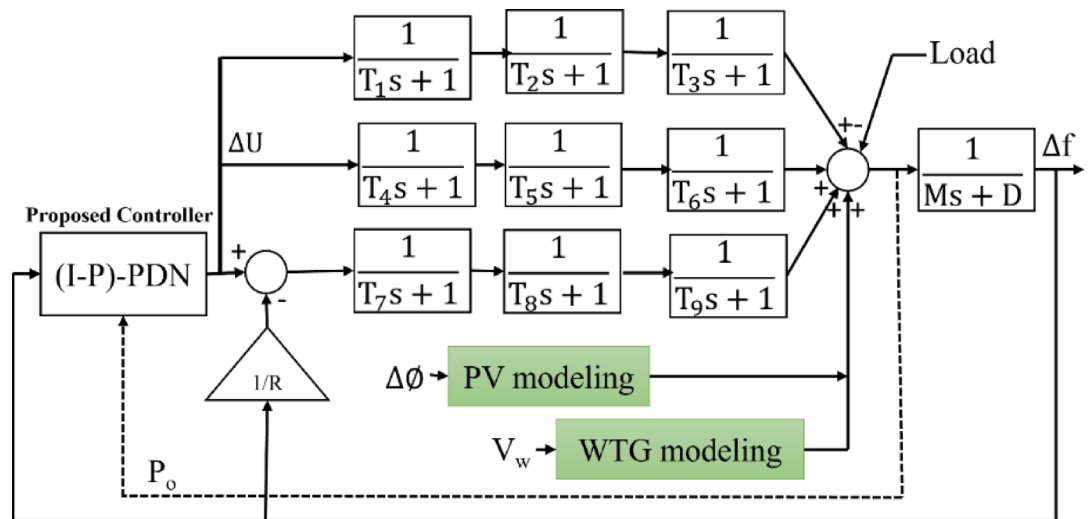 1
T₁s + 1
1
T₂s + 1
1
T₃s + 1
Load
+-
ΔU
1
T₄s + 1
1
T₅s + 1
1
T₆s + 1
+
1
Ms + D
Δf
Proposed Controller
(I-P)-PDN
+
-
1
T₇s + 1
1
T₈s + 1
1
T₉s + 1
+
+ +
1/R
ΔØ
PV modeling
V_w
WTG modeling
P_o